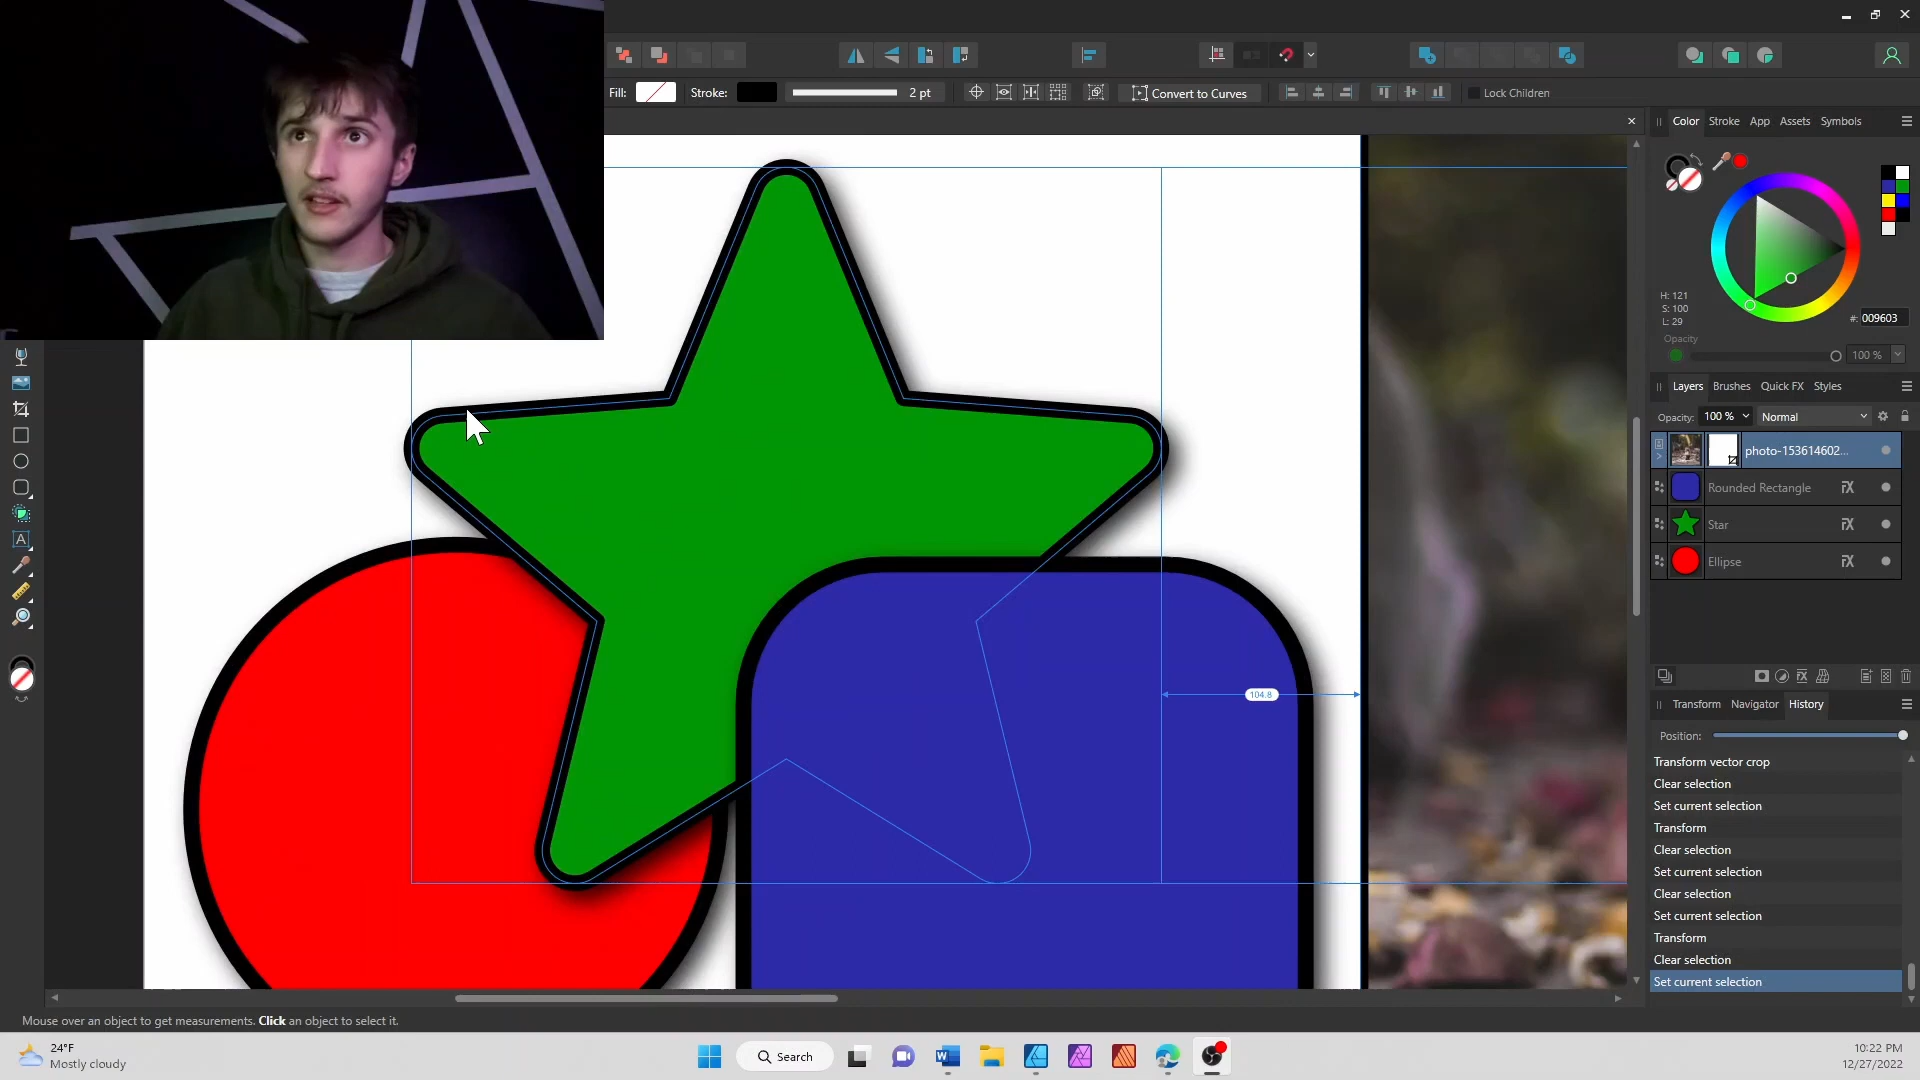 Fill:
Stroke:
2 pt
Convert to Curves
Lock Children
Color
Stroke
App
Assets
Symbols
H: 121
S: 100
L: 29
#: 009603
Opacity
100 %
Layers
Brushes
Quick FX
Styles
Opacity: 100 %
Normal
photo-153614602...
Rounded Rectangle
Star
Ellipse
104.8
Transform
Navigator
History
Position:
Transform vector crop
Clear selection
Set current selection
Transform
Clear selection
Set current selection
Clear selection
Set current selection
Transform
Clear selection
Set current selection
Mouse over an object to get measurements. Click an object to select it.
24°F
Mostly cloudy
Search
10:22 PM
12/27/2022